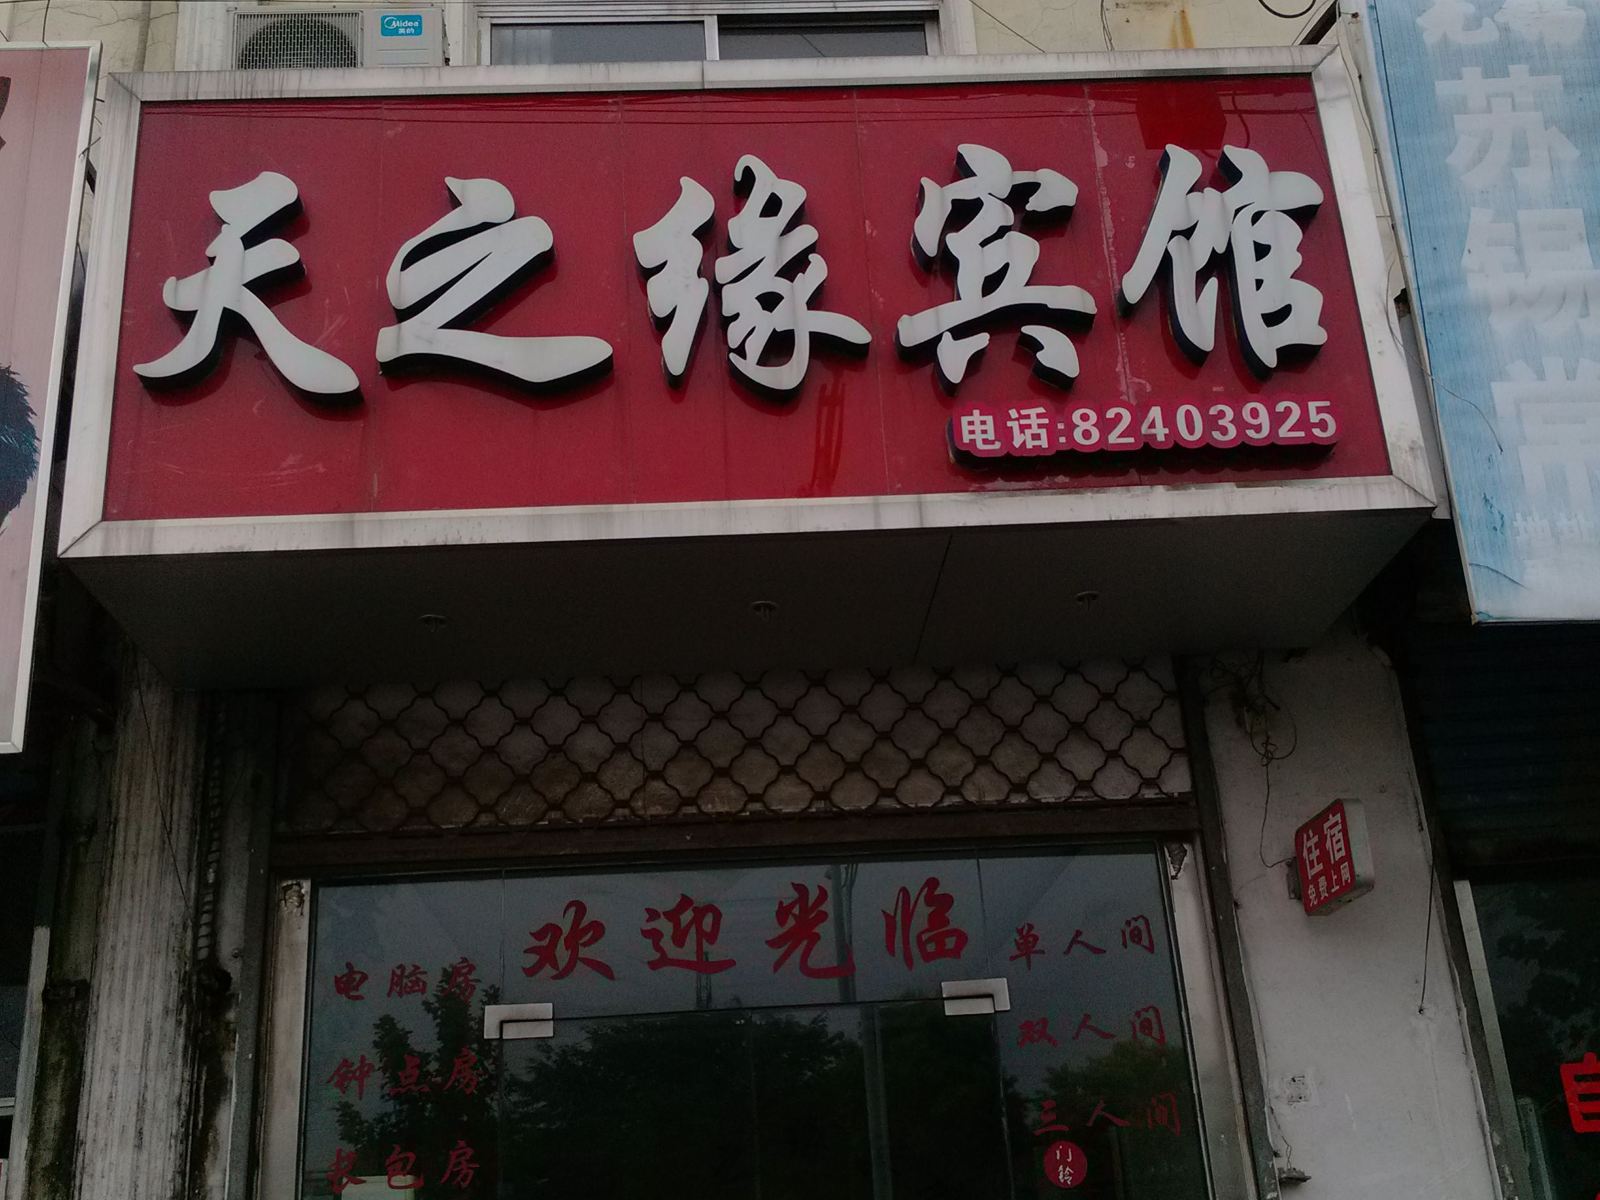 Midea
美的
天之缘宾馆
电话:82403925
苏锡常
住宿
免费上网
欢迎光临
电脑房
钟点房
长包房
单人间
双人间
三人间
门铃
自